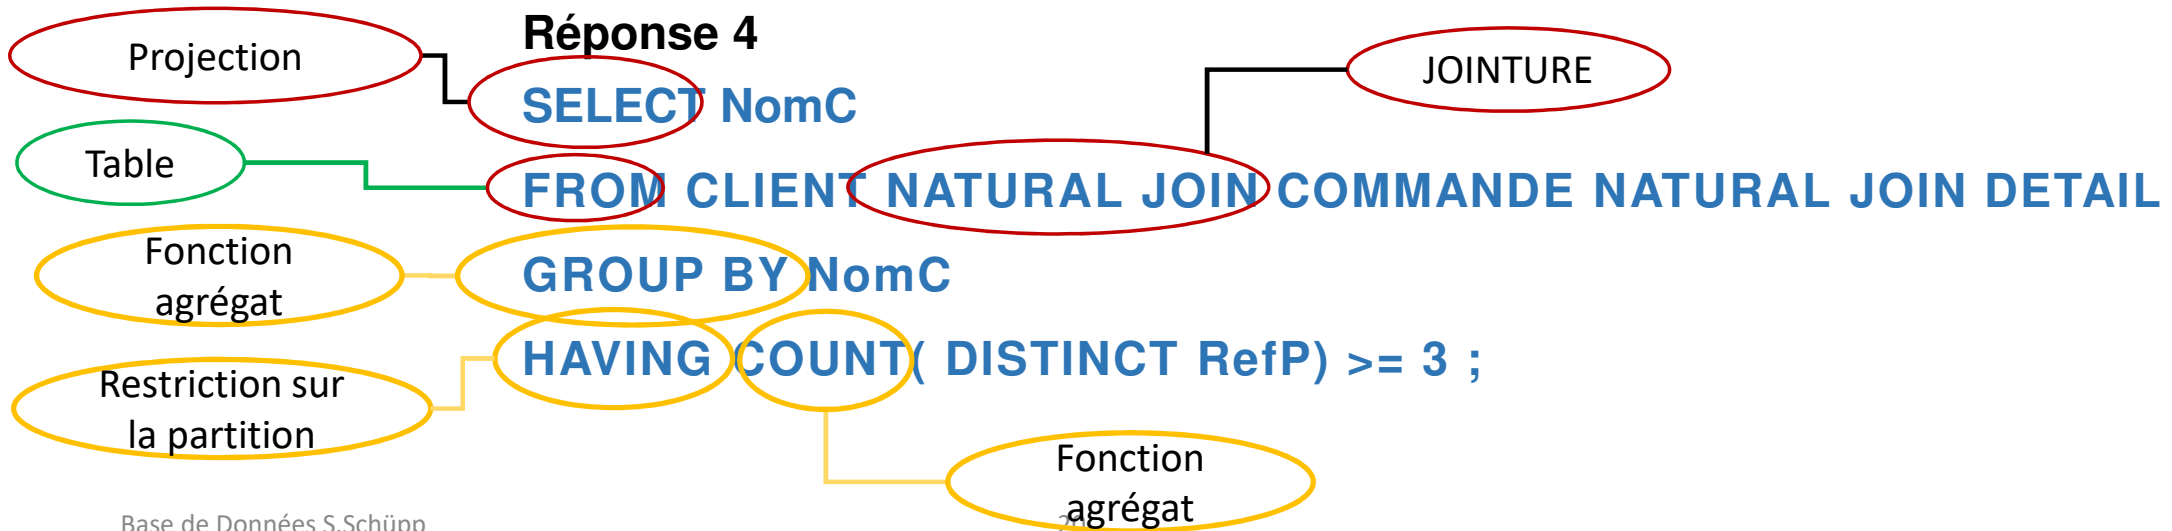 Réponse 4
Projection
JOINTURE
SELECT NomC
Table
FROM CLIENT NATURAL JOIN COMMANDE NATURAL JOIN DETAIL
Fonction
agrégat
GROUP BY NomC
HAVING COUNT( DISTINCT RefP) >= 3 ;
Restriction sur
la partition
Fonction
agrégat
Base de Données S.Schüpp
20